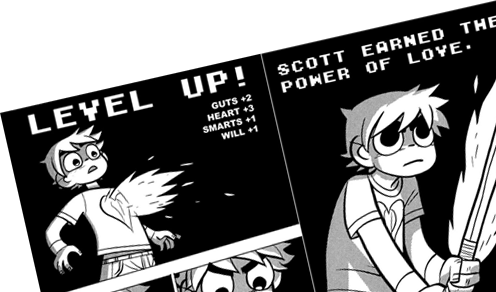 LEVEL UP!
GUTS +2
HEART +3
SMARTS +1
WILL +1
SCOTT EARNED THE
POWER OF LOVE.